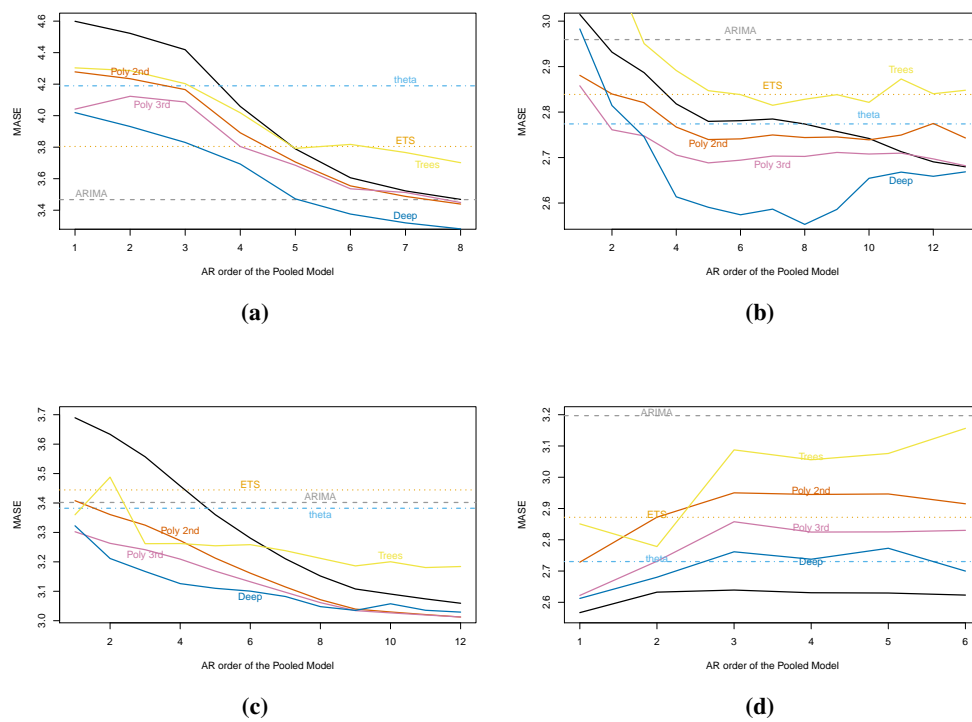 4.6
4.4
4.2
4.0
3.8
3.6
3.4
MASE
Poly 2nd
theta
Poly 3rd
ETS
Trees
ARIMA
Deep
1 2 3 4 5 6 7 8
AR order of the Pooled Model
(a)
3.0
2.9
2.8
2.7
2.6
MASE
ARIMA
Trees
ETS
theta
Poly 2nd
Poly 3rd
Deep
2 4 6 8 10 12
AR order of the Pooled Model
(b)
3.7
3.6
3.5
3.4
3.3
3.2
3.1
3.0
MASE
ETS
ARIMA
theta
Poly 2nd
Poly 3rd
Trees
Deep
2 4 6 8 10 12
AR order of the Pooled Model
(c)
3.2
3.1
3.0
2.9
2.8
2.7
2.6
MASE
ARIMA
Trees
Poly 2nd
ETS
Poly 3rd
theta
Deep
1 2 3 4 5 6
AR order of the Pooled Model
(d)